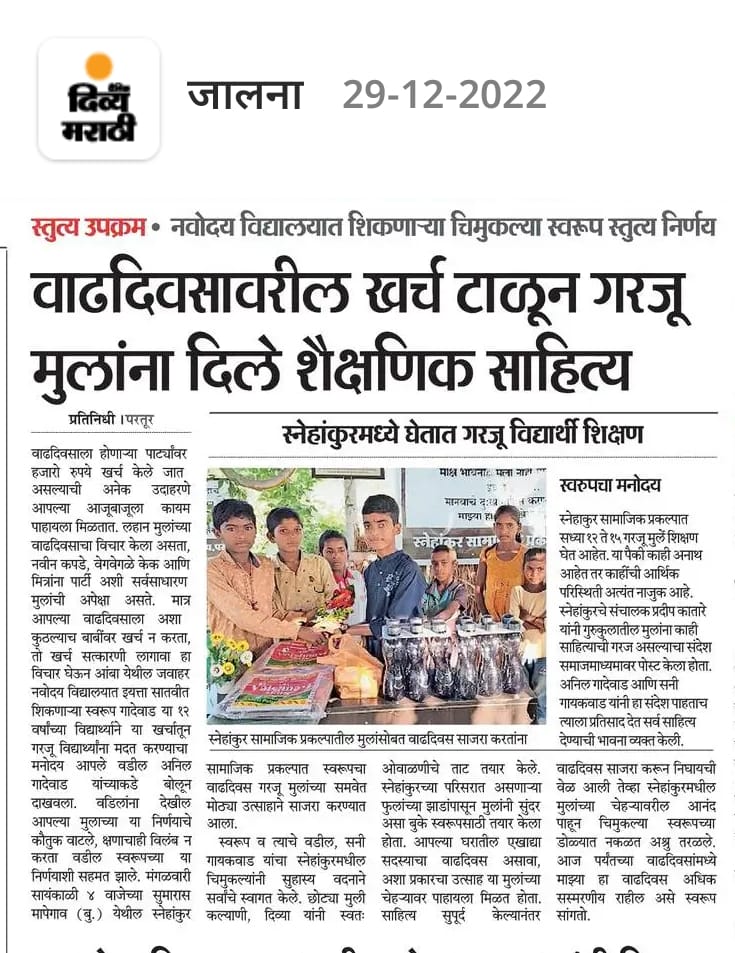 दैनिक
दिव्य
मराठी
जालना 29-12-2022
स्तुत्य उपक्रम • नवोदय विद्यालयात शिकणाऱ्या चिमुकल्या स्वरूप स्तुत्य निर्णय
वाढदिवसावरील खर्च टाळून गरजू
मुलांना दिले शैक्षणिक साहित्य
प्रतिनिधी । परतूर
वाढदिवसाला होणाऱ्या पार्ट्यांवर
हजारो रुपये खर्च केले जात
असल्याची अनेक उदाहरणे
आपल्या आजूबाजूला कायम
पाहायला मिळतात. लहान मुलांच्या
वाढदिवसाचा विचार केला असता,
नवीन कपडे, वेगवेगळे केक आणि
मित्रांना पार्टी अशी सर्वसाधारण
मुलांची अपेक्षा असते. मात्र
आपल्या वाढदिवसाला अशा
कुठल्याच बाबींवर खर्च न करता,
तो खर्च सत्कारणी लागावा हा
विचार घेऊन आंबा येथील जवाहर
नवोदय विद्यालयात इयत्ता सातवीत
शिकणाऱ्या स्वरूप गादेवाड या १२
वर्षांच्या विद्यार्थ्याने या खर्चातून
गरजू विद्यार्थ्यांना मदत करण्याचा
मनोदय आपले वडील अनिल
गादेवाड यांच्याकडे बोलून
दाखवला. वडिलांना देखील
आपल्या मुलाच्या या निर्णयाचे
कौतुक वाटले, क्षणाचाही विलंब न
करता वडील स्वरूपच्या या
निर्णयाशी सहमत झाले. मंगळवारी
सायंकाळी ४ वाजेच्या सुमारास
मापेगाव (बु.) येथील स्नेहांकुर
स्नेहांकुरमध्ये घेतात गरजू विद्यार्थी शिक्षण
मानवाचे
माझ्या
स्नेहांकुर
स्नेहांकुर सामाजिक प्रकल्पातील मुलांसोबत वाढदिवस साजरा करतांना
स्वरुपचा मनोदय
स्नेहांकुर सामाजिक प्रकल्पात
सध्या १२ ते १५ गरजू मुलें शिक्षण
घेत आहेत. या पैकी काही अनाथ
आहेत तर काहींची आर्थिक
परिस्थिती अत्यंत नाजुक आहे.
स्नेहांकुरचे संचालक प्रदीप कातारे
यांनी गुरुकुलातील मुलांना काही
साहित्याची गरज असल्याचा संदेश
समाजमाध्यमावर पोस्ट केला होता.
अनिल गादेवाड आणि सनी
गायकवाड यांनी हा संदेश पाहताच
त्याला प्रतिसाद देत सर्व साहित्य
देण्याची भावना व्यक्त केली.
सामाजिक प्रकल्पात स्वरूपचा
वाढदिवस गरजू मुलांच्या समवेत
मोठ्या उत्साहाने साजरा करण्यात
आला.
स्वरूप व त्याचे वडील, सनी
गायकवाड यांचा स्नेहांकुरमधील
चिमुकल्यांनी सुहास्य वदनाने
सर्वांचे स्वागत केले. छोट्या मुली
कल्याणी, दिव्या यांनी स्वतः
ओवाळणीचे ताट तयार केले.
स्नेहांकुरच्या परिसरात असणाऱ्या
फुलांच्या झाडांपासून मुलांनी सुंदर
असा बुके स्वरूपसाठी तयार केला
होता. आपल्या घरातील एखाद्या
सदस्याचा वाढदिवस असावा,
अशा प्रकारचा उत्साह या मुलांच्या
चेहऱ्यावर पाहायला मिळत होता.
साहित्य सुपूर्द केल्यानंतर
वाढदिवस साजरा करून निघायची
वेळ आली तेव्हा स्नेहांकुरमधील
मुलांच्या चेहऱ्यावरील आनंद
पाहून चिमुकल्या स्वरूपच्या
डोळ्यात नकळत अश्रु तरळले.
आज पर्यंतच्या वाढदिवसांमध्ये
माझ्या हा वाढदिवस अधिक
सस्मरणीय राहील असे स्वरूप
सांगतो.